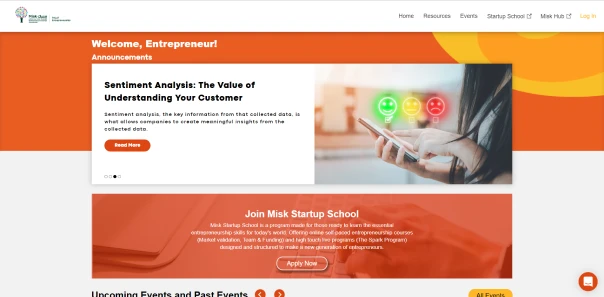 Home Resources Events Startup School Misk Hub Log in
Welcome, Entrepreneur!
Announcements
Sentiment Analysis: The Value of
Understanding Your Customer
Sentiment analysis, the key information from that collected data, is
what allows companies to create meaningful insights from the
collected data.
Read More
Join Misk Startup School
Misk Startup School is a program made for those ready to learn the essential
entrepreneurship skills for today's world. Offering online self-paced entrepreneurship courses
(Market validation, Team & Funding) and high touch live programs (The Spark Program)
designed and structured to make a new generation of entrepreneurs.
Apply Now
Upcoming Events and Past Events
All Events